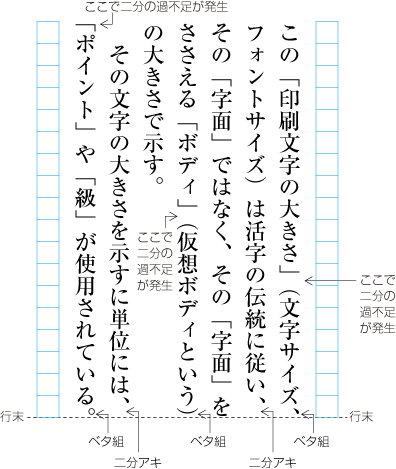 ここで二分の過不足が発生
この「印刷文字の大きさ」（文字サイズ、
フォントサイズ）は活字の伝統に従い、
その「字面」ではなく、その「字面」を
ささえる「ボディ」（仮想ボディという）
の大きさで示す。
その文字の大きさを示すに単位には、
「ポイント」や「級」が使用されている。
ここで
二分の
過不足
が発生
ここで
二分の
過不足
が発生
行末
行末
ベタ組
ベタ組
ベタ組
二分アキ
二分アキ